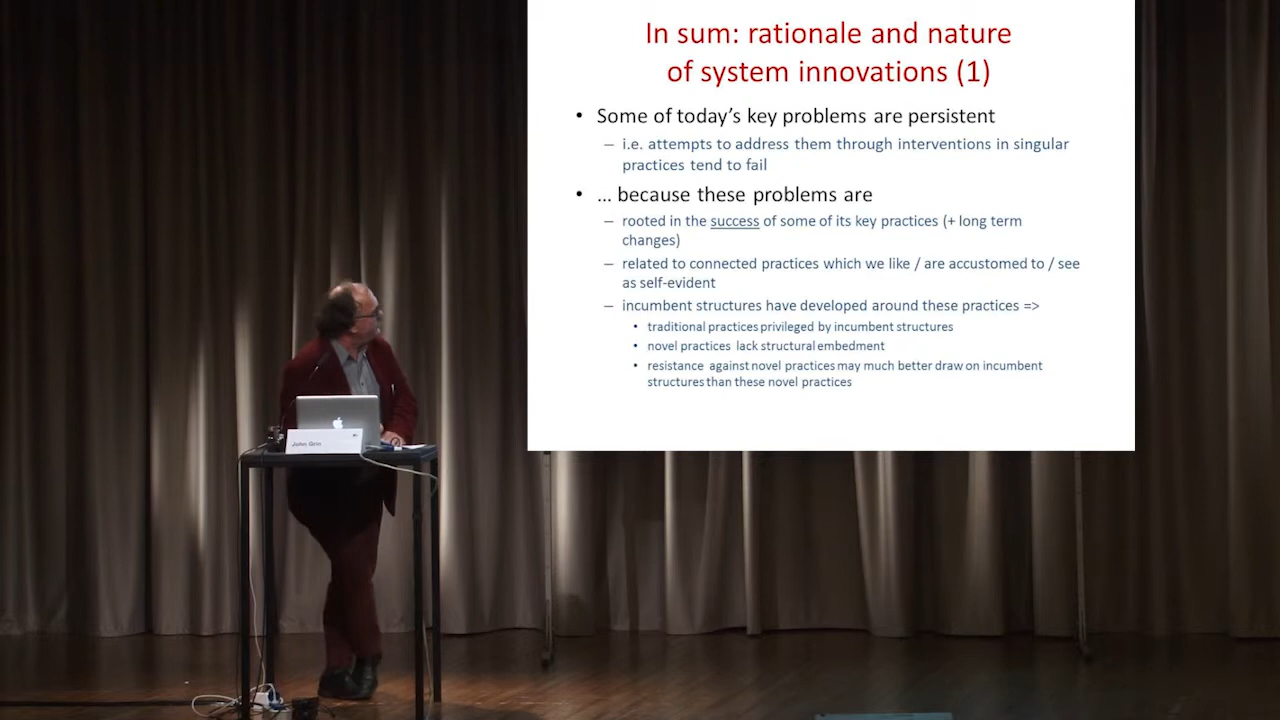 In sum: rationale and nature
of system innovations (1)
• Some of today's key problems are persistent
– i.e. attempts to address them through interventions in singular
practices tend to fail
• ... because these problems are
– rooted in the success of some of its key practices (+ long term
changes)
– related to connected practices which we like / are accustomed to / see
as self-evident
– incumbent structures have developed around these practices =>
• traditional practices privileged by incumbent structures
• novel practices lack structural embedment
• resistance against novel practices may much better draw on incumbent
structures than these novel practices
John Grin